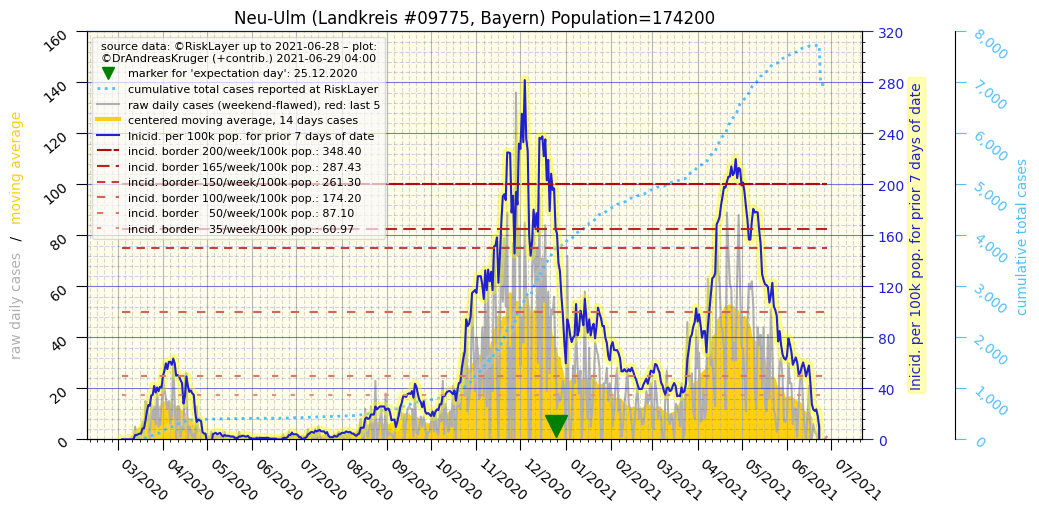 Neu-Ulm (Landkreis #09775, Bayern) Population=174200
source data: ©RiskLayer up to 2021-06-28 – plot:
©DrAndreasKruger (+contrib.) 2021-06-29 04:00
marker for 'expectation day': 25.12.2020
cumulative total cases reported at RiskLayer
raw daily cases (weekend-flawed), red: last 5
centered moving average, 14 days cases
Inicid. per 100k pop. for prior 7 days of date
incid. border 200/week/100k pop.: 348.40
incid. border 165/week/100k pop.: 287.43
incid. border 150/week/100k pop.: 261.30
incid. border 100/week/100k pop.: 174.20
incid. border   50/week/100k pop.: 87.10
incid. border   35/week/100k pop.: 60.97
raw daily cases / moving average
160
140
120
100
80
60
40
20
0
03/2020
04/2020
05/2020
06/2020
07/2020
08/2020
09/2020
10/2020
11/2020
12/2020
01/2021
02/2021
03/2021
04/2021
05/2021
06/2021
07/2021
320
280
240
200
160
120
80
40
0
Inicid. per 100k pop. for prior 7 days of date
8,000
7,000
6,000
5,000
4,000
3,000
2,000
1,000
0
cumulative total cases